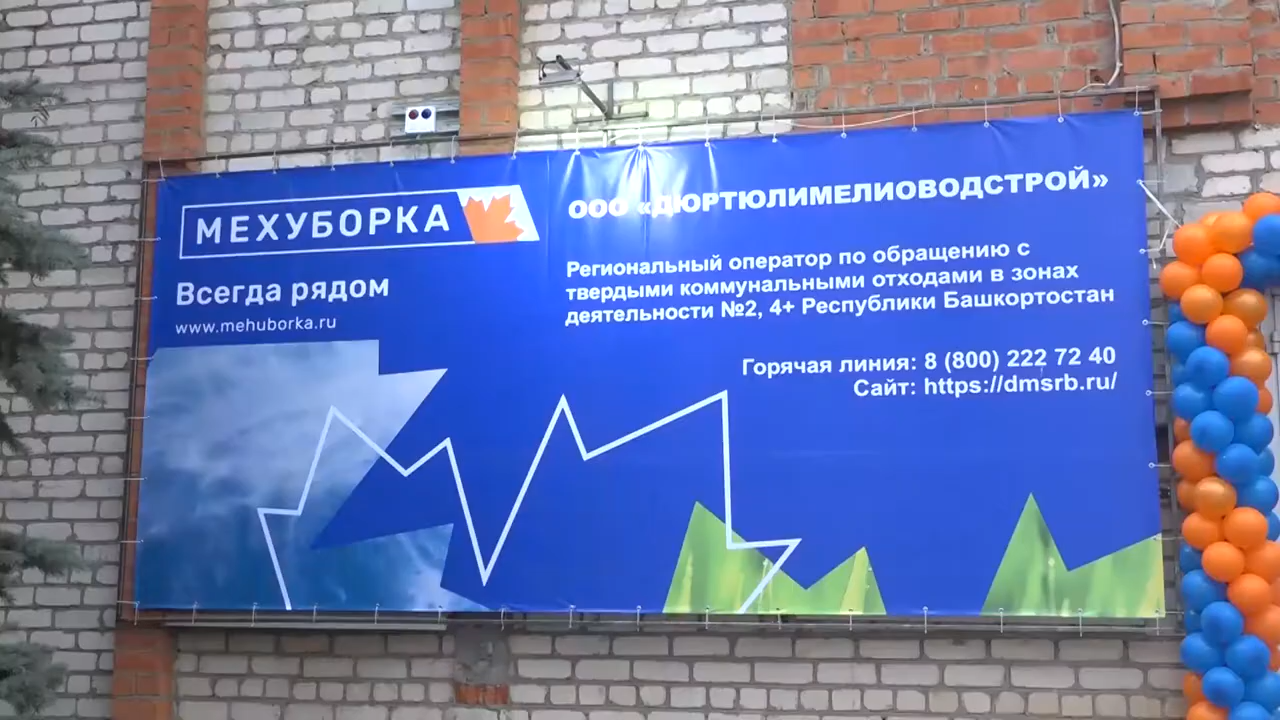 МЕХУБОРКА
Всегда рядом
www.mehuborka.ru
ООО «ДЮРТЮЛИМЕЛИОВОДСТРОЙ»
Региональный оператор по обращению с
твердыми коммунальными отходами в зонах
деятельности №2, 4+ Республики Башкортостан
Горячая линия: 8 (800) 222 72 40
Сайт: https://dmsrb.ru/